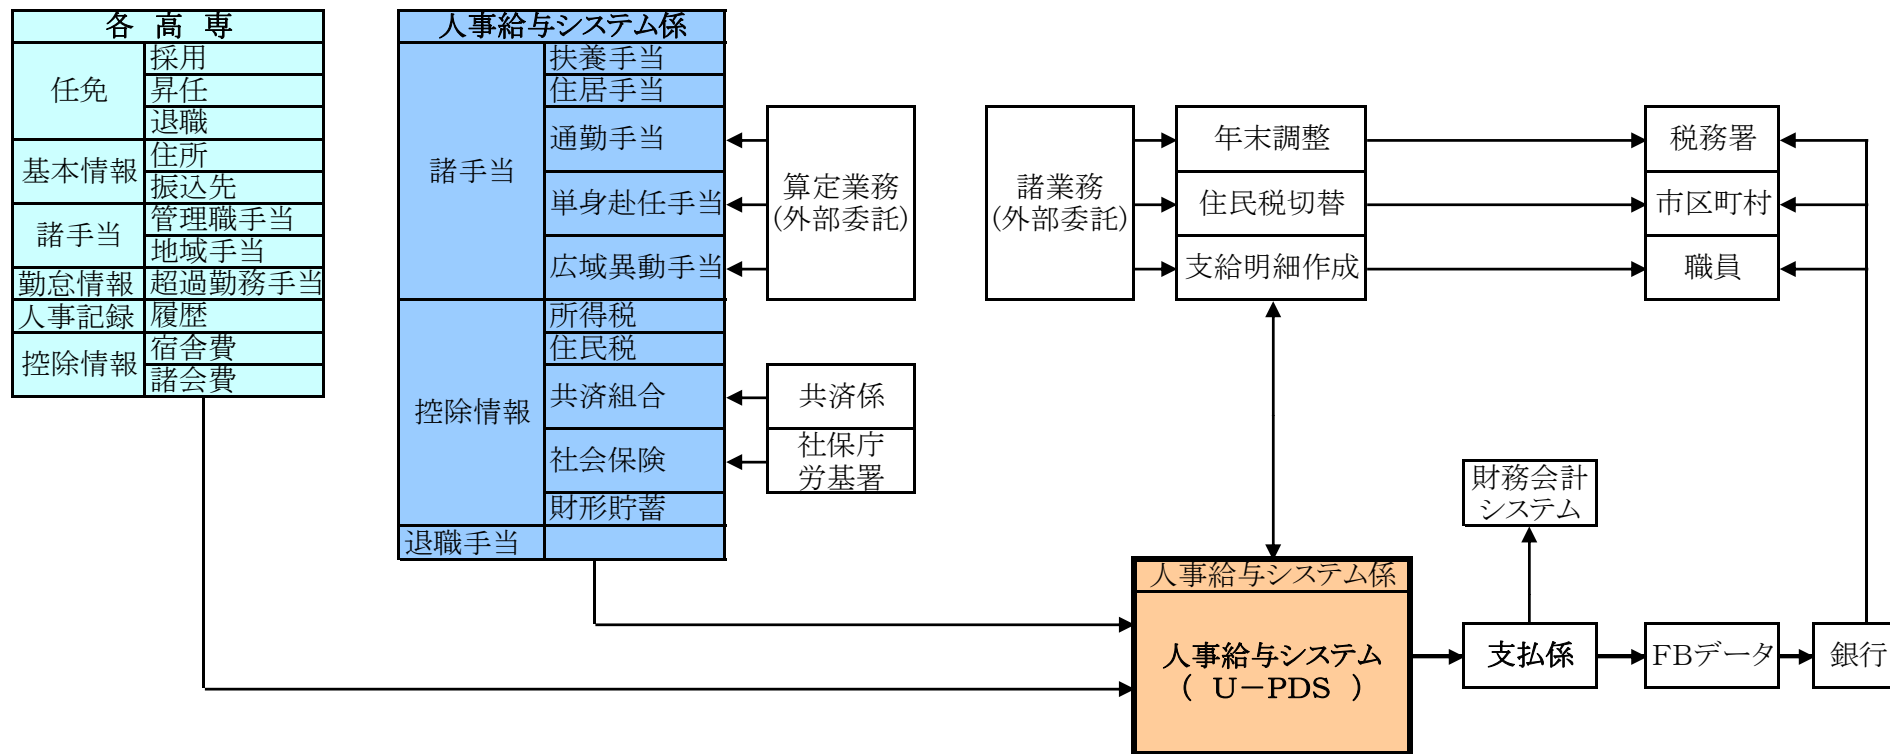 各 高 専
任免
採用
昇任
退職
基本情報
住所
振込先
諸手当
管理職手当
地域手当
勤怠情報
超過勤務手当
人事記録
履歴
控除情報
宿舎費
諸会費
人事給与システム係
諸手当
扶養手当
住居手当
通勤手当
単身赴任手当
広域異動手当
控除情報
所得税
住民税
共済組合
社会保険
財形貯蓄
退職手当
算定業務
(外部委託)
共済係
社保庁
労基署
諸業務
(外部委託)
年末調整
住民税切替
支給明細作成
税務署
市区町村
職員
財務会計
システム
人事給与システム係
人事給与システム
( U－PDS )
支払係
FBデータ
銀行